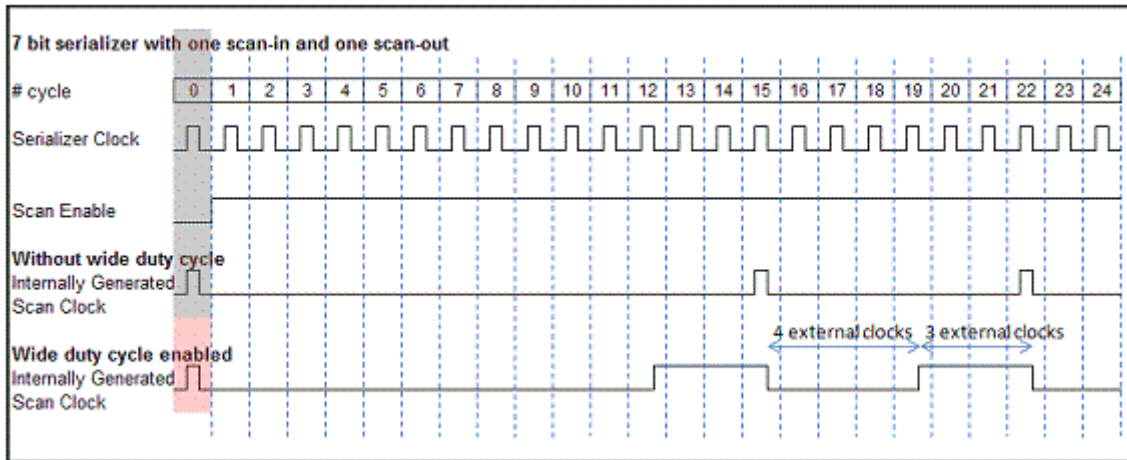 7 bit serializer with one scan-in and one scan-out
# cycle 0 1 2 3 4 5 6 7 8 9 10 11 12 13 14 15 16 17 18 19 20 21 22 23 24
Serializer Clock
Scan Enable
Without wide duty cycle
Internally Generated
Scan Clock
4 external clocks 3 external clocks
Wide duty cycle enabled
Internally Generated
Scan Clock